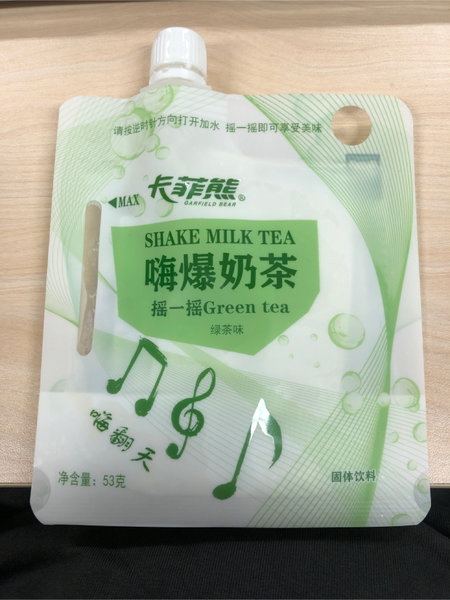 请按逆时针方向打开加水 摇一摇即可享受美味
◀MAX
卡菲熊®
GARFIELD BEAR
SHAKE MILK TEA
嗨爆奶茶
摇一摇Green tea
绿茶味
嗨翻天
净含量：53克
固体饮料